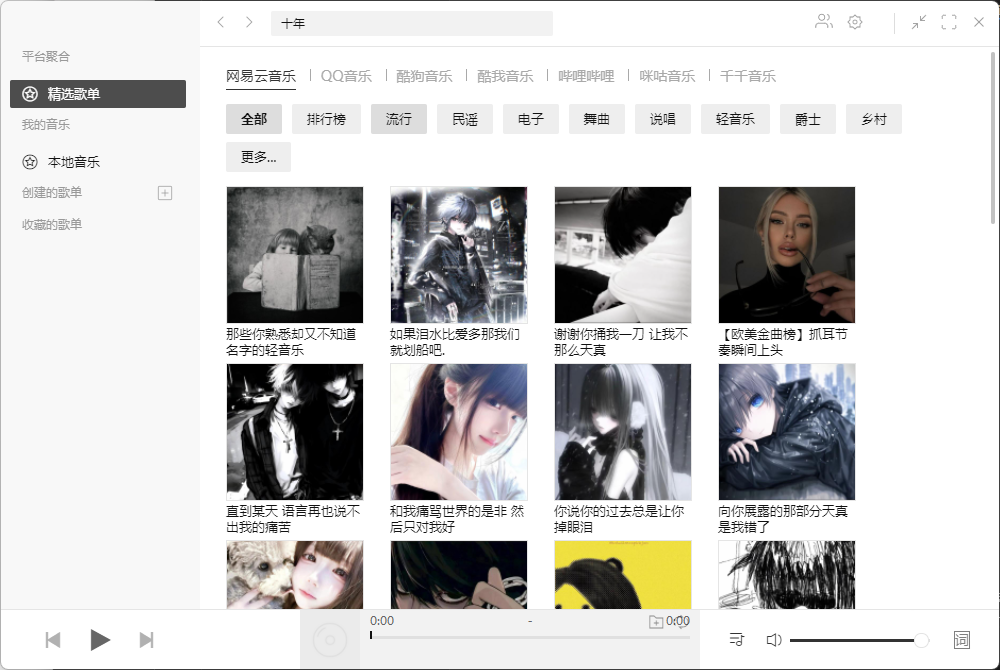 十年
平台聚合
精选歌单
我的音乐
本地音乐
创建的歌单
收藏的歌单
网易云音乐 QQ音乐 酷狗音乐 酷我音乐 哔哩哔哩 咪咕音乐 千千音乐
全部 排行榜 流行 民谣 电子 舞曲 说唱 轻音乐 爵士 乡村
更多...
那些你熟悉却又不知道
名字的轻音乐
如果泪水比爱多那我们
就划船吧.
谢谢你捅我一刀 让我不
那么天真
【欧美金曲榜】抓耳节
奏瞬间上头
直到某天 语言再也说不
出我的痛苦
和我痛骂世界的是非 然
后只对我好
你说你的过去总是让你
掉眼泪
向你展露的那部分天真
是我错了
0:00 - 0:00
词